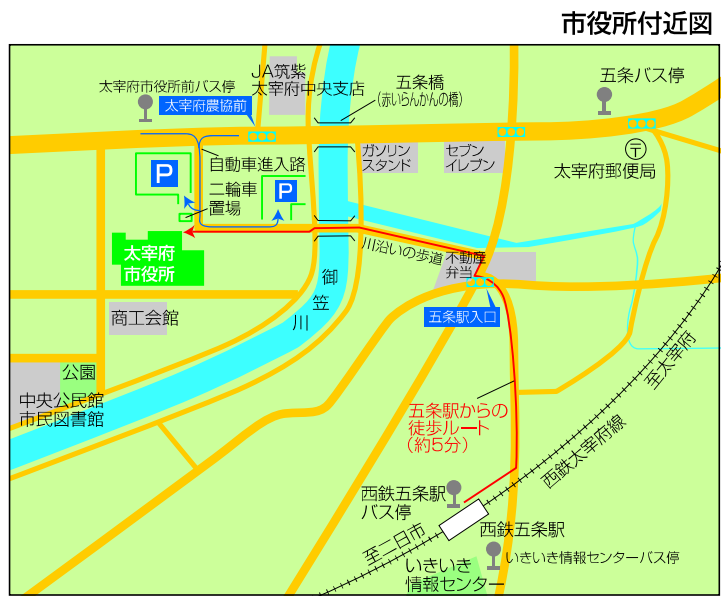 市役所付近図
JA筑紫
太宰府中央支店
太宰府市役所前バス停
太宰府農協前
五条橋
(赤いらんかんの橋)
五条バス停
〒
太宰府郵便局
ガソリン
スタンド
セブン
イレブン
自動車進入路
P
P
二輪車
置場
太宰府
市役所
川沿いの歩道
不動産
弁当
御
笠
川
五条駅入口
商工会館
公園
中央公民館
市民図書館
至太宰府
五条駅からの
徒歩ルート
(約5分)
西鉄太宰府線
西鉄五条駅
バス停
西鉄五条駅
至二日市
いきいき
情報センター
いきいき情報センターバス停